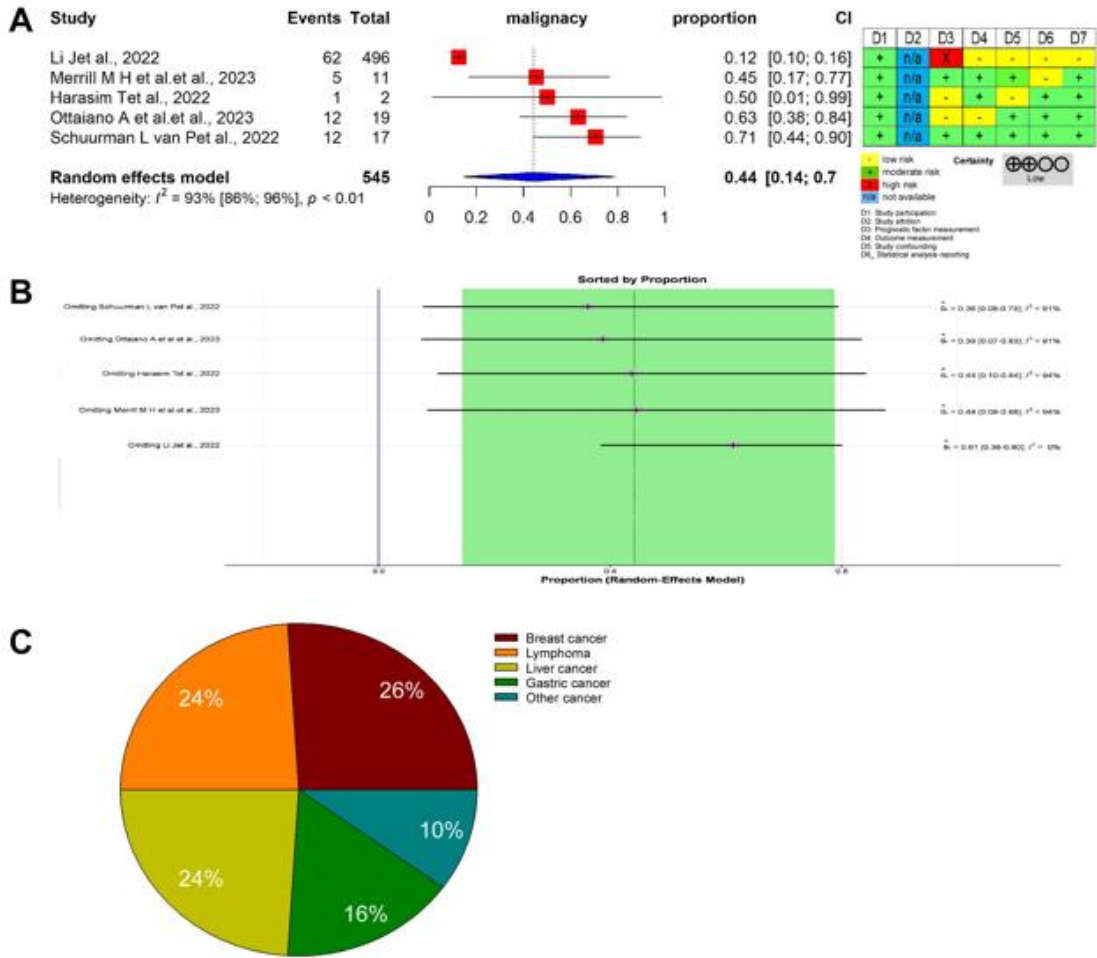 A
Study Events Total malignacy proportion CI
Li Jet al., 2022 62 496 0.12 [0.10; 0.16]
Merrill M H et al.et al., 2023 5 11 0.45 [0.17; 0.77]
Harasim Tet al., 2022 1 2 0.50 [0.01; 0.99]
Ottaiano A et al.et al., 2023 12 19 0.63 [0.38; 0.84]
Schuurman L van Pet al., 2022 12 17 0.71 [0.44; 0.90]
Random effects model 545 0.44 [0.14; 0.7
Heterogeneity: I² = 93% [86%; 96%], p < 0.01
0 0.2 0.4 0.6 0.8 1
D1 D2 D3 D4 D5 D6 D7
+ n/a X - - - -
+ n/a + + + - +
+ n/a - + - + +
+ n/a - - + + +
+ n/a + + + + +
- low risk
+ moderate risk
high risk
n/a not available
Certainty
Low
D1: Study participation
D2: Study attrition
D3: Prognostic factor measurement
D4: Outcome measurement
D5: Study confounding
D6_ Statistical analysis reporting
B
Sorted by Proportion
Omitting Schuurman L van Pet al., 2022
Omitting Ottaiano A et al.et al., 2023
Omitting Harasim Tet al., 2022
Omitting Merrill M H et al.et al., 2023
Omitting Li Jet al., 2022
0.0 0.4 0.8
Proportion (Random-Effects Model)
C
Breast cancer
Lymphoma
Liver cancer
Gastric cancer
Other cancer
24%
26%
24%
10%
16%